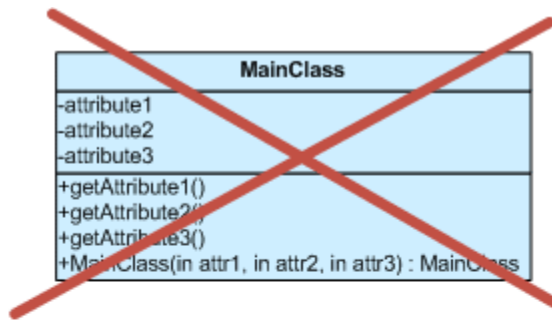 MainClass
-attribute1
-attribute2
-attribute3
+getAttribute1()
+getAttribute2()
+getAttribute3()
+MainClass(in attr1, in attr2, in attr3) : MainClass